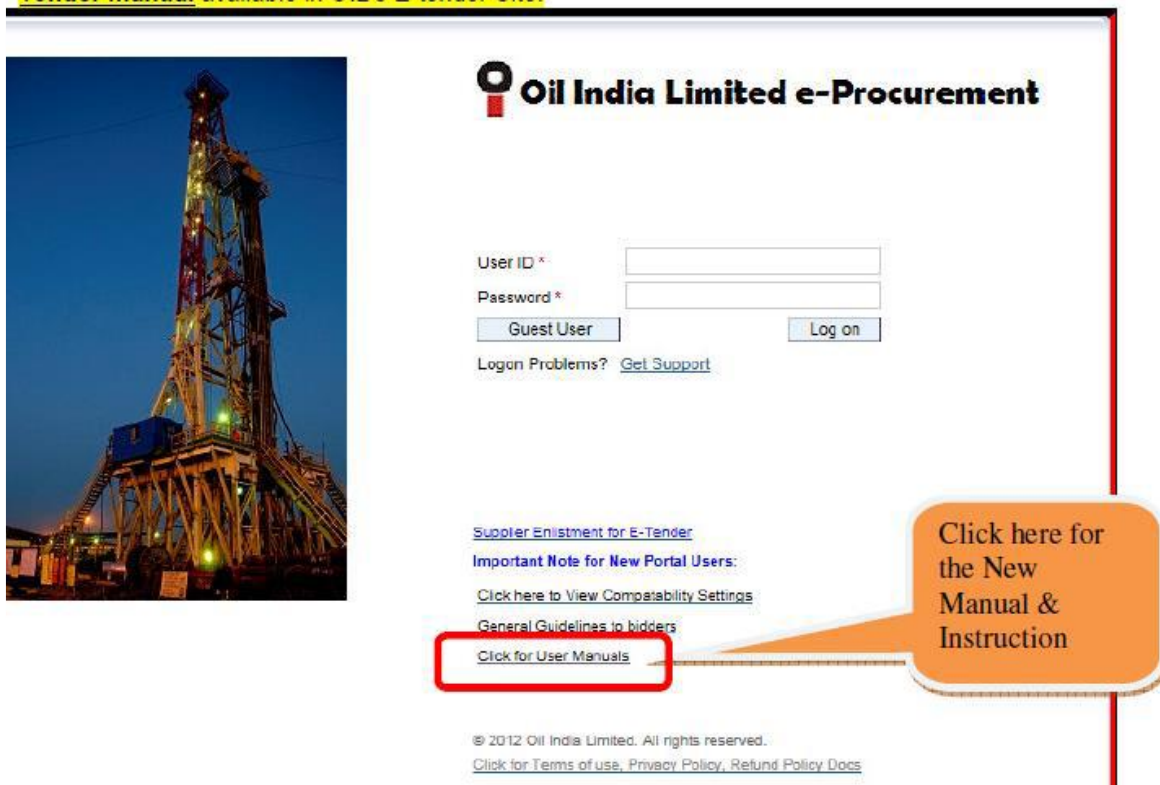 Oil India Limited e-Procurement
User ID *
Password *
Guest User
Log on
Logon Problems? Get Support
Supplier Enlistment for E-Tender
Important Note for New Portal Users:
Click here to View Compatability Settings
General Guidelines to bidders
Click for User Manuals
Click here for
the New
Manual &
Instruction
© 2012 Oil India Limited. All rights reserved.
Click for Terms of use, Privacy Policy, Refund Policy Docs